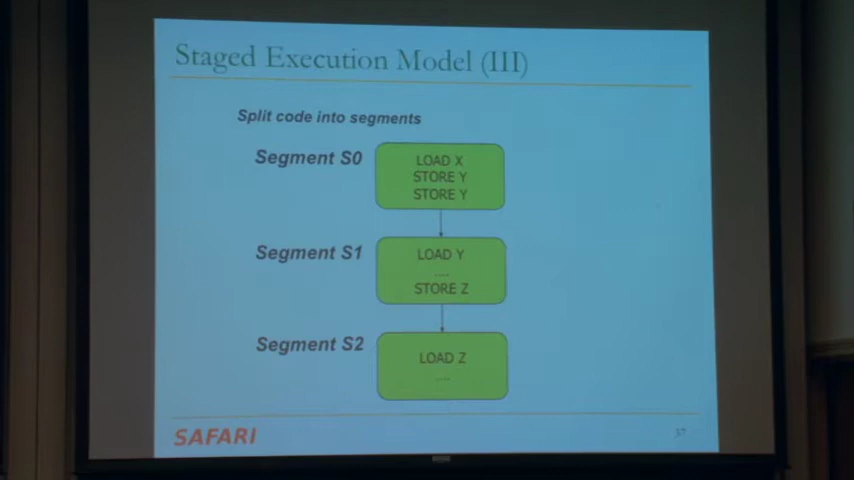 Staged Execution Model (III)
Split code into segments
Segment S0
LOAD X
STORE Y
STORE Y
Segment S1
LOAD Y
....
STORE Z
Segment S2
LOAD Z
....
SAFARI
37